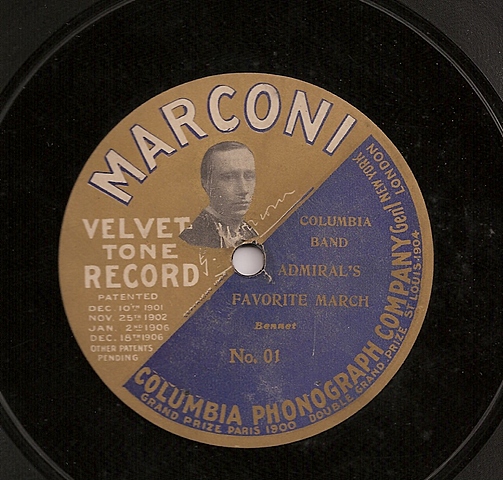 MARCONI
VELVET
TONE
RECORD
PATENTED
DEC. 10TH 1901
NOV. 25TH 1902
JAN. 2ND 1906
DEC. 18TH 1906
OTHER PATENTS
PENDING
G. Marconi
COLUMBIA
BAND
ADMIRAL'S
FAVORITE MARCH
Bennet
No. 01
COLUMBIA PHONOGRAPH COMPANY Genl NEW YORK LONDON
GRAND PRIZE PARIS 1900 DOUBLE GRAND PRIZE ST LOUIS-1904